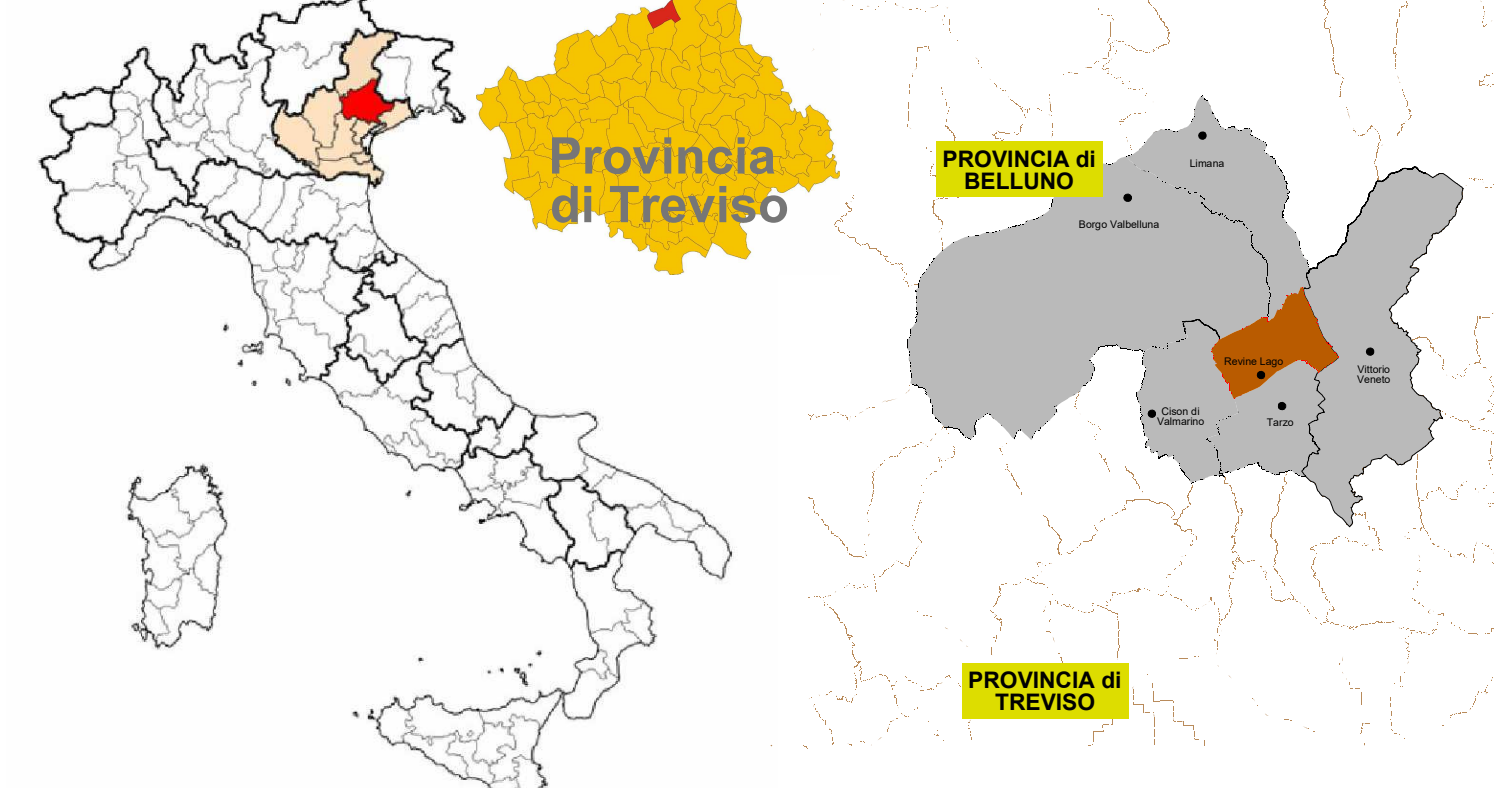 Provincia
di Treviso
PROVINCIA di
BELLUNO
Limana
Borgo Valbelluna
Revine Lago
Vittorio
Veneto
Cison di
Valmarino
Tarzo
PROVINCIA di
TREVISO